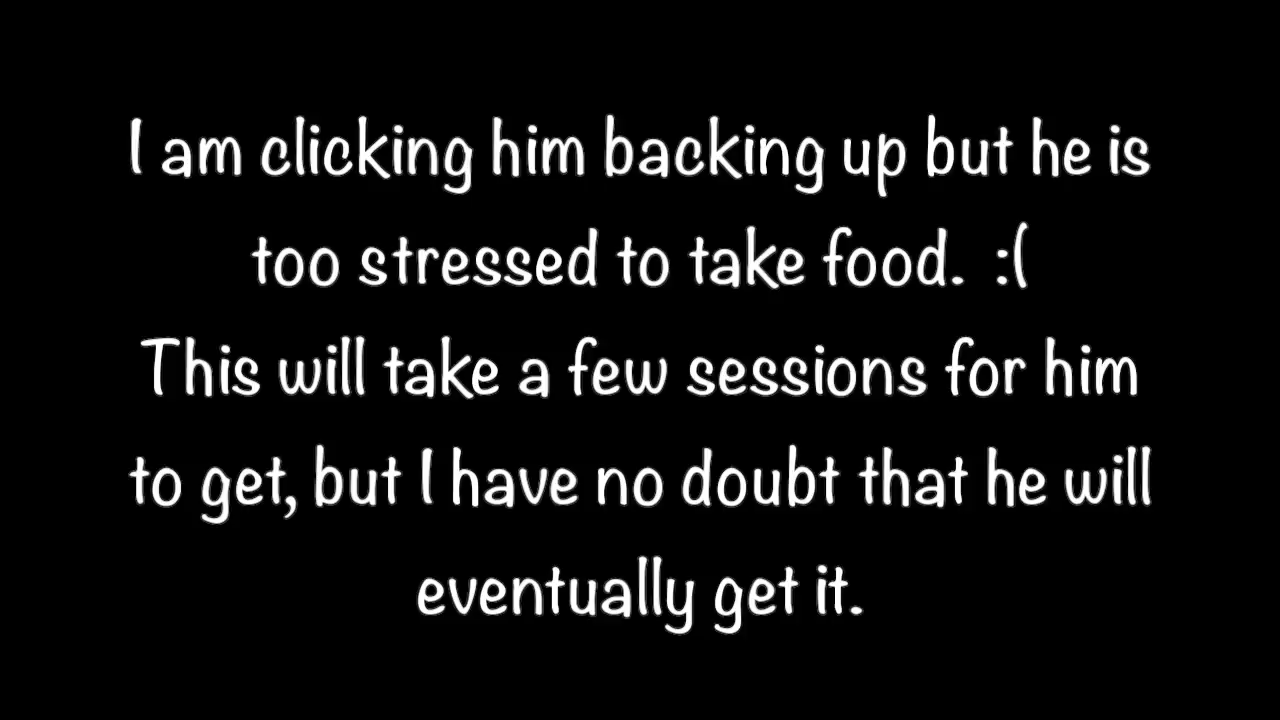 I am clicking him backing up but he is
too stressed to take food.  :(
This will take a few sessions for him
to get, but I have no doubt that he will
eventually get it.